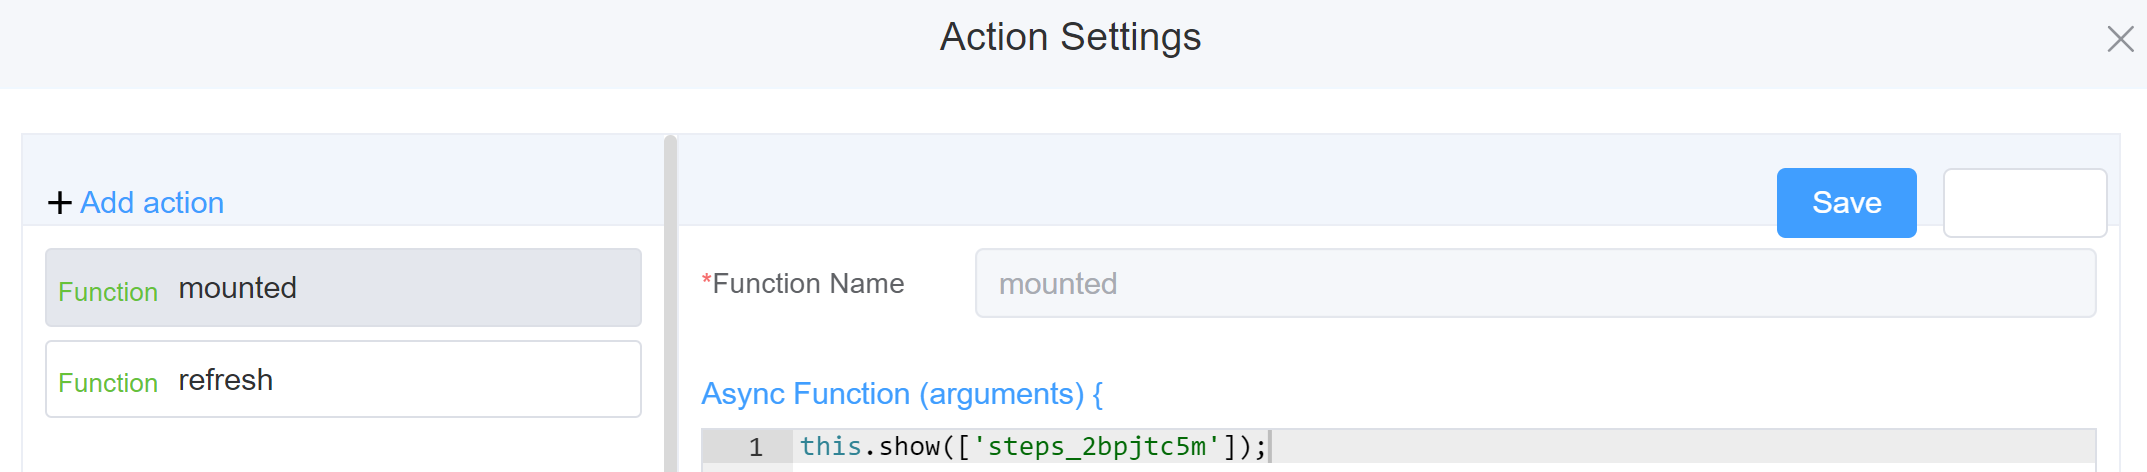 Action Settings
+ Add action
Save
Function mounted
*Function Name mounted
Function refresh
Async Function (arguments) {
1 this.show(['steps_2bpjtc5m']);